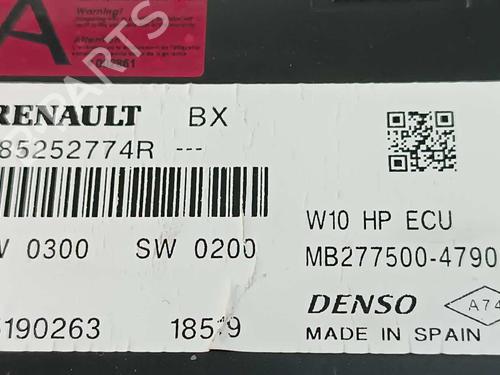 A
Warning!
RENAULT BX
85252774R ---
W10 HP ECU
0300 SW 0200
MB277500-4790
190263 18519
DENSO A74
MADE IN SPAIN
PARTS